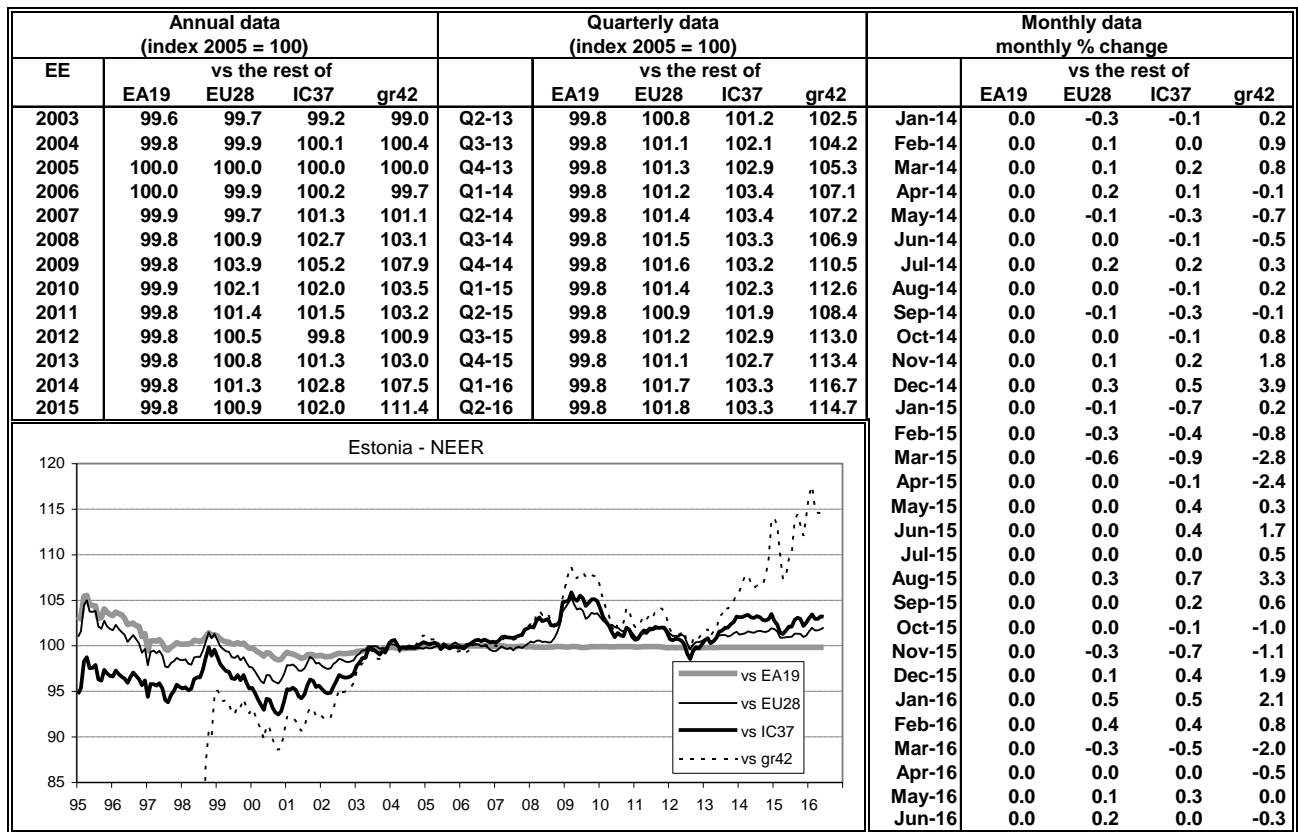 Annual data Quarterly data Monthly data
(index 2005 = 100) (index 2005 = 100) monthly % change
EE vs the rest of vs the rest of vs the rest of
EA19 EU28 IC37 gr42 EA19 EU28 IC37 gr42 EA19 EU28 IC37 gr42
2003 99.6 99.7 99.2 99.0 Q2-13 99.8 100.8 101.2 102.5 Jan-14 0.0 -0.3 -0.1 0.2
2004 99.8 99.9 100.1 100.4 Q3-13 99.8 101.1 102.1 104.2 Feb-14 0.0 0.1 0.0 0.9
2005 100.0 100.0 100.0 100.0 Q4-13 99.8 101.3 102.9 105.3 Mar-14 0.0 0.1 0.2 0.8
2006 100.0 99.9 100.2 99.7 Q1-14 99.8 101.2 103.4 107.1 Apr-14 0.0 0.2 0.1 -0.1
2007 99.9 99.7 101.3 101.1 Q2-14 99.8 101.4 103.4 107.2 May-14 0.0 -0.1 -0.3 -0.7
2008 99.8 100.9 102.7 103.1 Q3-14 99.8 101.5 103.3 106.9 Jun-14 0.0 0.0 -0.1 -0.5
2009 99.8 103.9 105.2 107.9 Q4-14 99.8 101.6 103.2 110.5 Jul-14 0.0 0.2 0.2 0.3
2010 99.9 102.1 102.0 103.5 Q1-15 99.8 101.4 102.3 112.6 Aug-14 0.0 0.0 -0.1 0.2
2011 99.8 101.4 101.5 103.2 Q2-15 99.8 100.9 101.9 108.4 Sep-14 0.0 -0.1 -0.3 -0.1
2012 99.8 100.5 99.8 100.9 Q3-15 99.8 101.2 102.9 113.0 Oct-14 0.0 0.0 -0.1 0.8
2013 99.8 100.8 101.3 103.0 Q4-15 99.8 101.1 102.7 113.4 Nov-14 0.0 0.1 0.2 1.8
2014 99.8 101.3 102.8 107.5 Q1-16 99.8 101.7 103.3 116.7 Dec-14 0.0 0.3 0.5 3.9
2015 99.8 100.9 102.0 111.4 Q2-16 99.8 101.8 103.3 114.7 Jan-15 0.0 -0.1 -0.7 0.2
Feb-15 0.0 -0.3 -0.4 -0.8
Mar-15 0.0 -0.6 -0.9 -2.8
Apr-15 0.0 0.0 -0.1 -2.4
May-15 0.0 0.0 0.4 0.3
Jun-15 0.0 0.0 0.4 1.7
Jul-15 0.0 0.0 0.0 0.5
Aug-15 0.0 0.3 0.7 3.3
Sep-15 0.0 0.0 0.2 0.6
Oct-15 0.0 0.0 -0.1 -1.0
Nov-15 0.0 -0.3 -0.7 -1.1
Dec-15 0.0 0.1 0.4 1.9
Jan-16 0.0 0.5 0.5 2.1
Feb-16 0.0 0.4 0.4 0.8
Mar-16 0.0 -0.3 -0.5 -2.0
Apr-16 0.0 0.0 0.0 -0.5
May-16 0.0 0.1 0.3 0.0
Jun-16 0.0 0.2 0.0 -0.3
Estonia - NEER
120
115
110
105
100
95
90
85
vs EA19
vs EU28
vs IC37
vs gr42
95 96 97 98 99 00 01 02 03 04 05 06 07 08 09 10 11 12 13 14 15 16